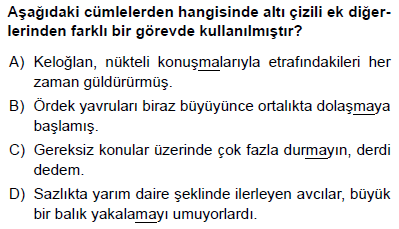 Aşağıdaki cümlelerden hangisinde altı çizili ek diğer-
lerinden farklı bir görevde kullanılmıştır?
A) Keloğlan, nükteli konuşmalarıyla etrafındakileri her
zaman güldürürmüş.
B) Ördek yavruları biraz büyüyünce ortalıkta dolaşmaya
başlamış.
C) Gereksiz konular üzerinde çok fazla durmayın, derdi
dedem.
D) Sazlıkta yarım daire şeklinde ilerleyen avcılar, büyük
bir balık yakalamayı umuyorlardı.